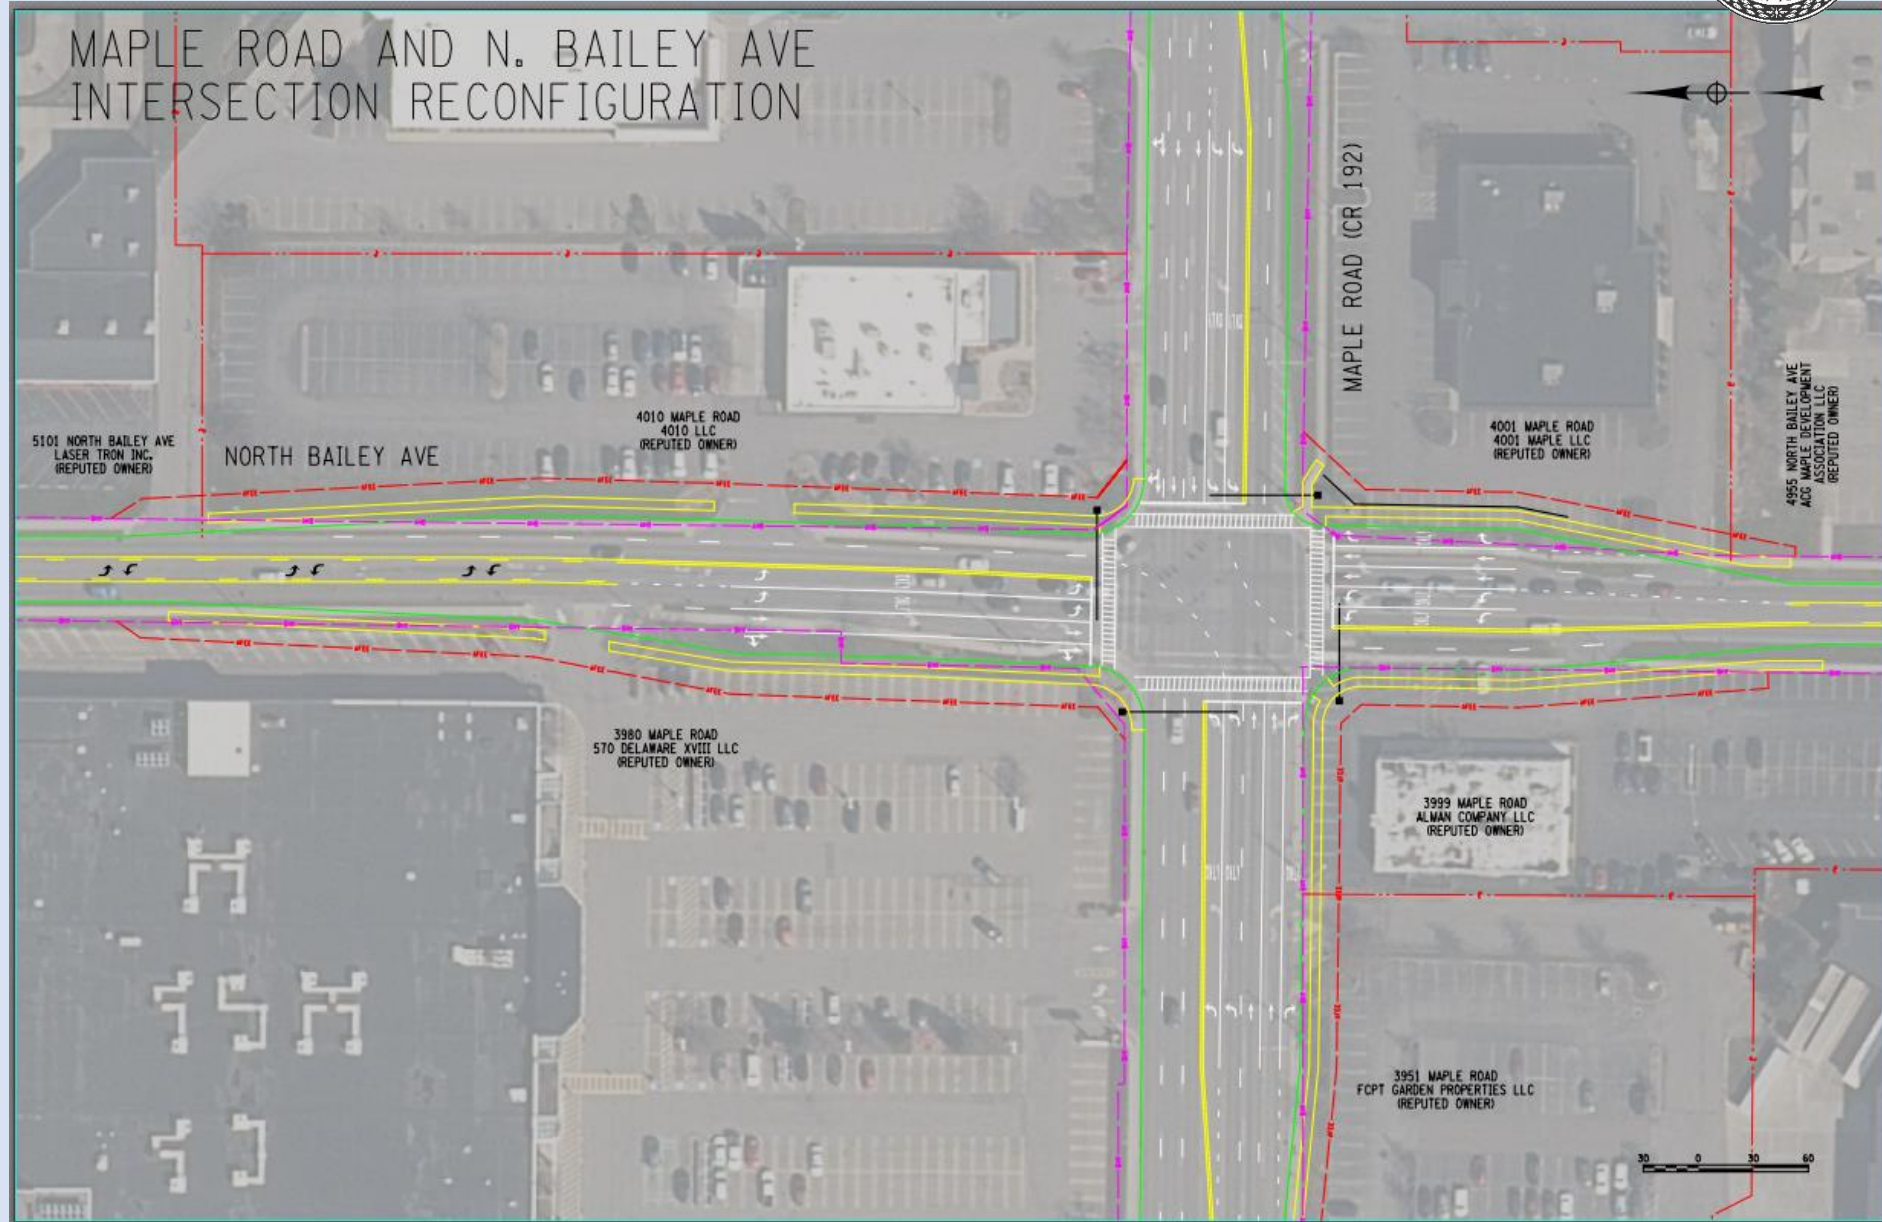 MAPLE ROAD AND N. BAILEY AVE
INTERSECTION RECONFIGURATION
MAPLE ROAD (CR 192)
5101 NORTH BAILEY AVE
LASER TRON INC.
(REPUTED OWNER)
NORTH BAILEY AVE
4010 MAPLE ROAD
4010 LLC
(REPUTED OWNER)
4001 MAPLE ROAD
4001 MAPLE LLC
(REPUTED OWNER)
4955 NORTH BAILEY AVE
ACG MAPLE DEVELOPMENT
ASSOCIATION LLC
(REPUTED OWNER)
3980 MAPLE ROAD
570 DELAWARE XVIII LLC
(REPUTED OWNER)
3999 MAPLE ROAD
ALMAN COMPANY LLC
(REPUTED OWNER)
ONLY ONLY
ONLY
3951 MAPLE ROAD
FCPT GARDEN PROPERTIES LLC
(REPUTED OWNER)
30 0 30 60